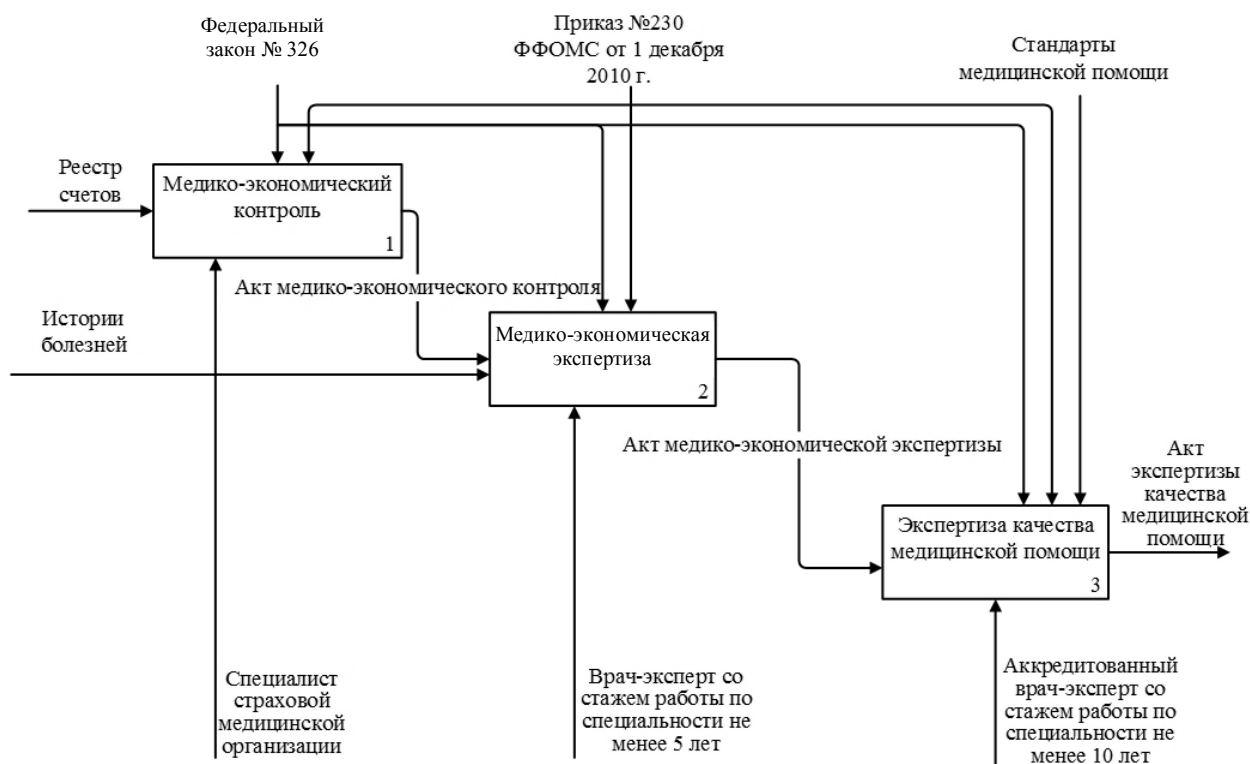 Федеральный
закон № 326
Приказ №230
ФФОМС от 1 декабря
2010 г.
Стандарты
медицинской помощи
Реестр
счетов
Медико-экономический
контроль
1
Акт медико-экономического контроля
Истории
болезней
Медико-экономическая
экспертиза
2
Акт медико-экономической экспертизы
Экспертиза качества
медицинской помощи
3
Акт
экспертизы
качества
медицинской
помощи
Специалист
страховой
медицинской
организации
Врач-эксперт со
стажем работы по
специальности не
менее 5 лет
Аккредитованный
врач-эксперт со
стажем работы по
специальности не
менее 10 лет